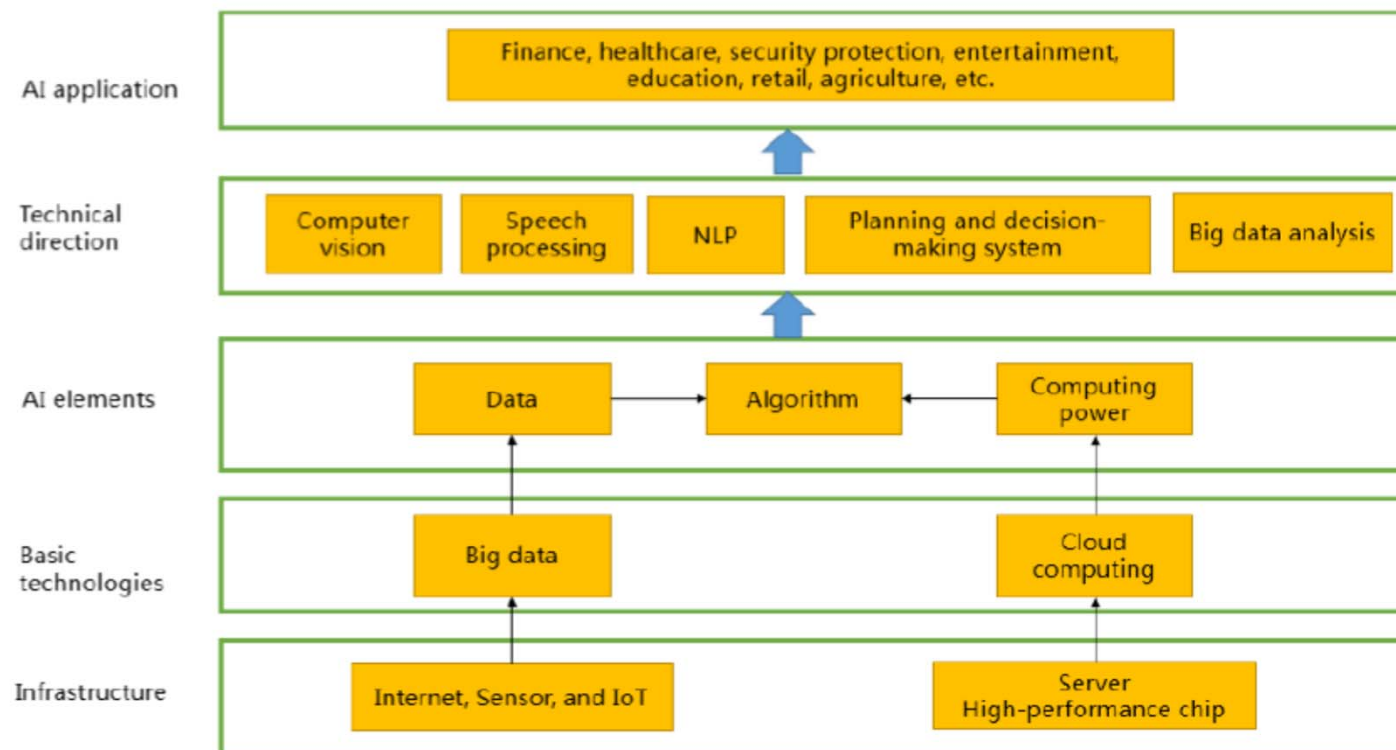 AI application
Finance, healthcare, security protection, entertainment,
education, retail, agriculture, etc.
Technical
direction
Computer
vision
Speech
processing
NLP
Planning and decision-
making system
Big data analysis
AI elements
Data
Algorithm
Computing
power
Basic
technologies
Big data
Cloud
computing
Infrastructure
Internet, Sensor, and IoT
Server
High-performance chip